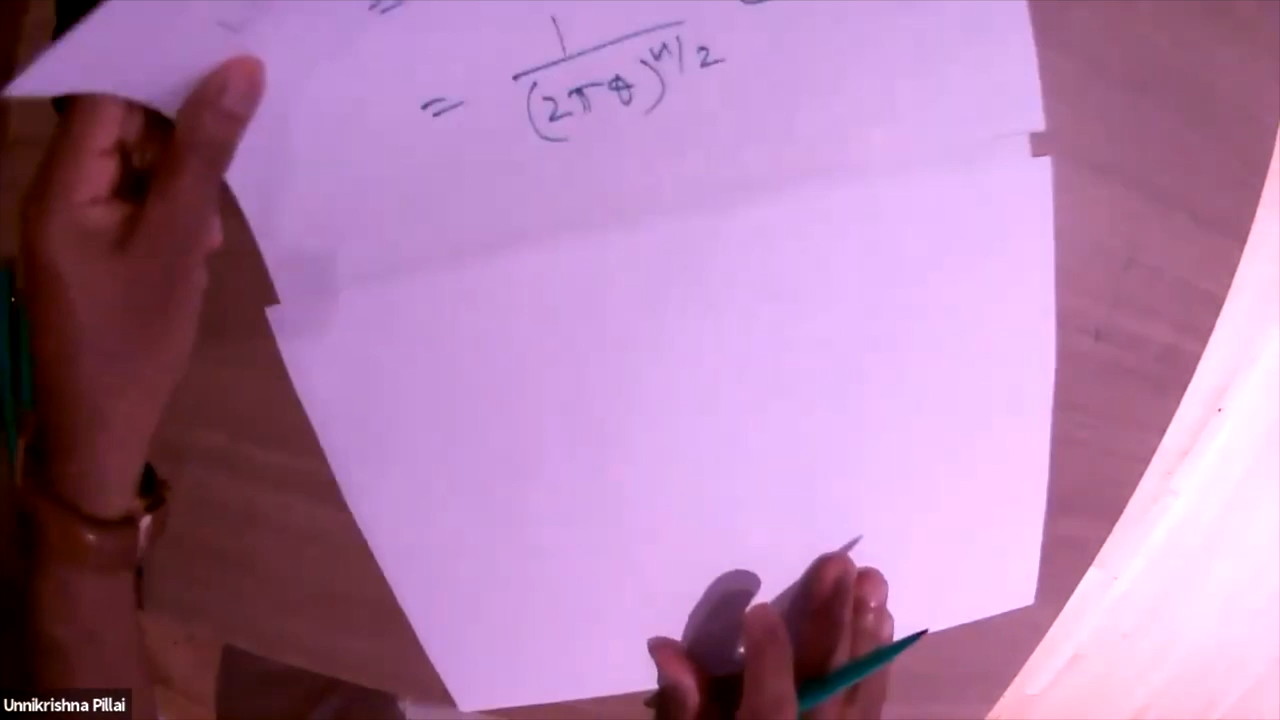 =
= 1/(2πθ)^{n/2}
Unnikrishna Pillai